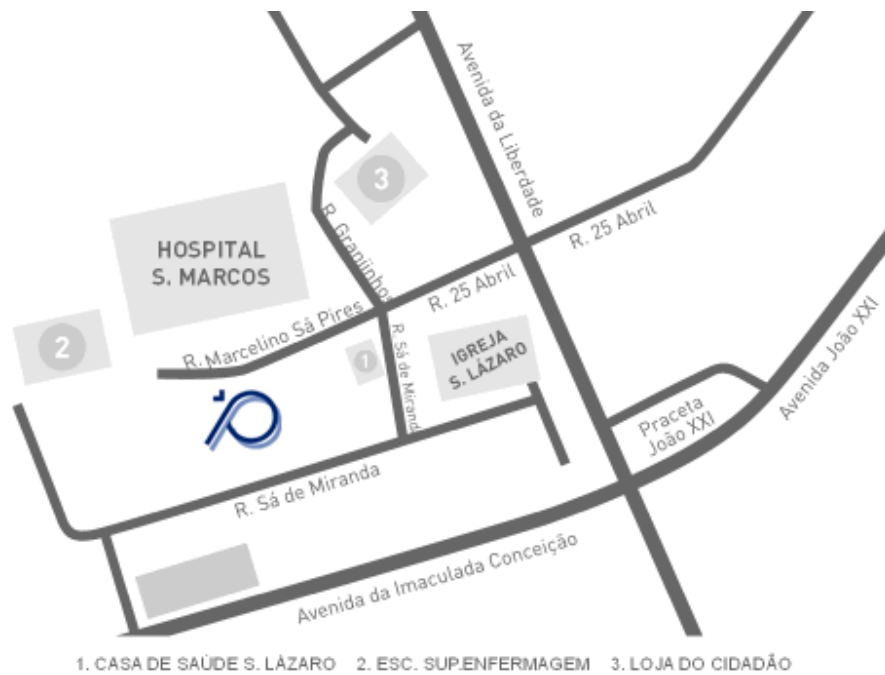 Avenida da Liberdade
3
R. Granjinhos
HOSPITAL
S. MARCOS
R. 25 Abril
R. 25 Abril
2
R. Marcelino Sá Pires
1
R. Sá de Miranda
IGREJA
S. LÁZARO
Avenida João XXI
Praceta
João XXI
R. Sá de Miranda
Avenida da Imaculada Conceição
1. CASA DE SAÚDE S. LÁZARO 2. ESC. SUP.ENFERMAGEM 3. LOJA DO CIDADÃO